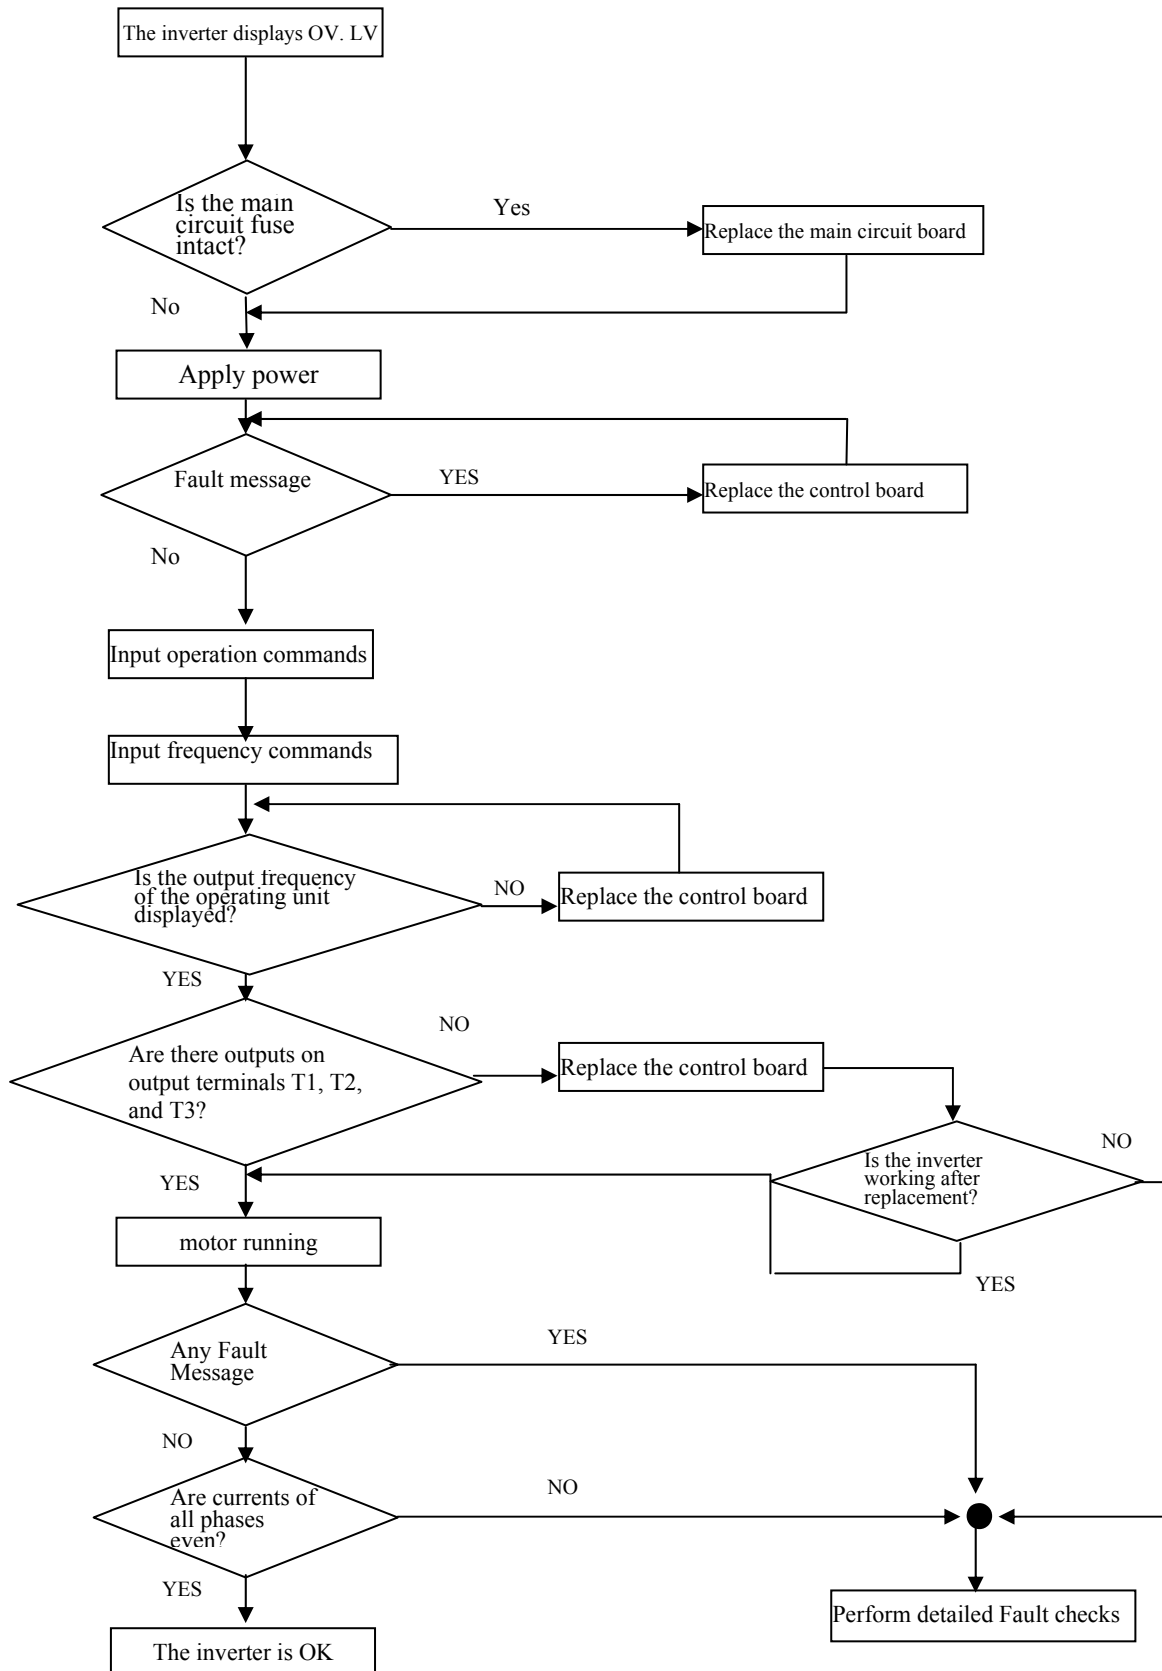 The inverter displays OV. LV
Is the main
circuit fuse
intact?
Yes
Replace the main circuit board
No
Apply power
Fault message
YES
Replace the control board
No
Input operation commands
Input frequency commands
Is the output frequency
of the operating unit
displayed?
NO
Replace the control board
YES
NO
Are there outputs on
output terminals T1, T2,
and T3?
Replace the control board
NO
Is the inverter
working after
replacement?
YES
YES
motor running
Any Fault
Message
YES
NO
Are currents of
all phases
even?
NO
YES
Perform detailed Fault checks
The inverter is OK